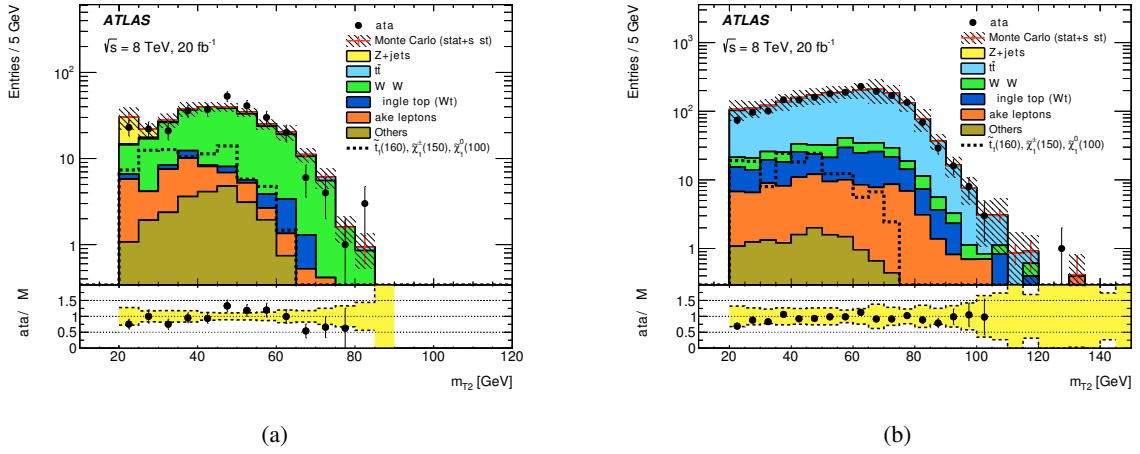 ATLAS
√s = 8 TeV, 20 fb⁻¹
ata
Monte Carlo (stat+s st)
Z+jets
tt̄
W W
ingle top (Wt)
ake leptons
Others
t̃₁(160), χ̃₁±(150), χ̃₁⁰(100)
Entries / 5 GeV
10²
10
1
ata/ M
1.5
1
0.5
0
20 40 60 80 100 120
m_T2 [GeV]
(a)
ATLAS
√s = 8 TeV, 20 fb⁻¹
ata
Monte Carlo (stat+s st)
Z+jets
tt̄
W W
ingle top (Wt)
ake leptons
Others
t̃₁(160), χ̃₁±(150), χ̃₁⁰(100)
Entries / 5 GeV
10³
10²
10
1
ata/ M
1.5
1
0.5
0
20 40 60 80 100 120 140
m_T2 [GeV]
(b)